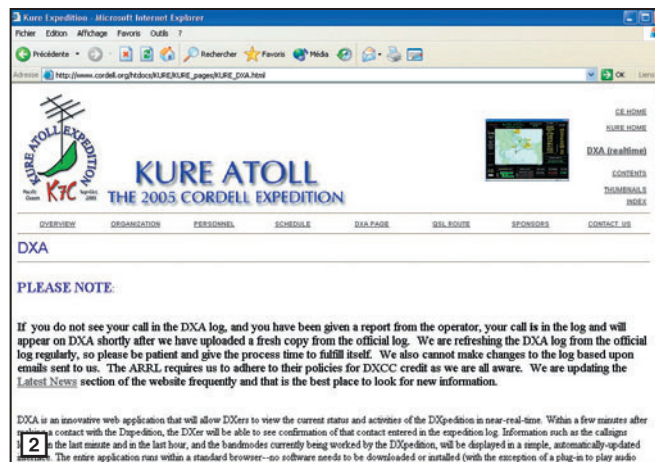 Kure Expedition - Microsoft Internet Explorer
Fichier Edition Affichage Favoris Outils ?
Précédente Rechercher Favoris Média
Adresse http://www.cordell.org/htdocs/KURE/KURE_pages/KURE_DXA.html OK Liens
KURE ATOLL EXPEDITION
Pacific Ocean K7C 2005
KURE ATOLL
THE 2005 CORDELL EXPEDITION
CE HOME
KURE HOME
DXA (realtime)
CONTENTS
THUMBNAILS
INDEX
OVERVIEW ORGANIZATION PERSONNEL SCHEDULE DXA PAGE QSL ROUTE SPONSORS CONTACT US
DXA
PLEASE NOTE:
If you do not see your call in the DXA log, and you have been given a report from the operator, your call is in the log and will
appear on DXA shortly after we have uploaded a fresh copy from the official log. We are refreshing the DXA log from the official
log regularly, so please be patient and give the process time to fulfill itself. We also cannot make changes to the log based upon
emails sent to us. The ARRL requires us to adhere to their policies for DXCC credit as we are all aware. We are updating the
Latest News section of the website frequently and that is the best place to look for new information.
DXA is an innovative web application that will allow DXers to view the current status and activities of the DXpedition in near-real-time. Within a few minutes after
a contact with the Dxpedition, the DXer will be able to see confirmation of that contact entered in the expedition log. Information such as the callsigns
in the last minute and in the last hour, and the bandmodes currently being worked by the DXpedition, will be displayed in a simple, automatically-updated
The entire application runs within a standard browser--no software needs to be downloaded or installed (with the exception of a plug-in to play audio
2